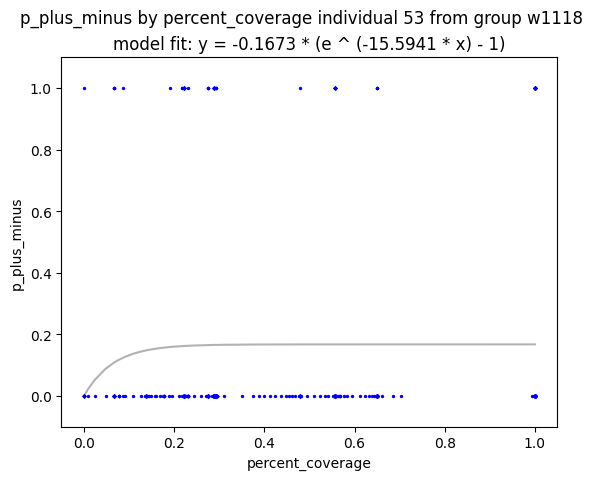 p_plus_minus by percent_coverage individual 53 from group w1118
model fit: y = -0.1673 * (e ^ (-15.5941 * x) - 1)
1.0
0.8
0.6
0.4
0.2
0.0
p_plus_minus
0.0 0.2 0.4 0.6 0.8 1.0
percent_coverage